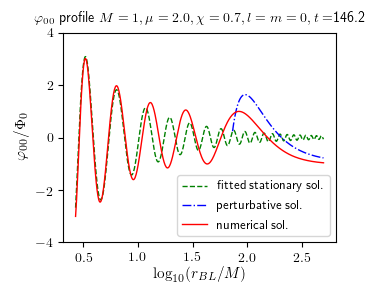 φ₀₀ profile M = 1, μ = 2.0, χ = 0.7, l = m = 0, t =146.2
φ₀₀/Φ₀
4
2
0
−2
−4
fitted stationary sol.
perturbative sol.
numerical sol.
0.5 1.0 1.5 2.0 2.5
log₁₀(r_BL/M)